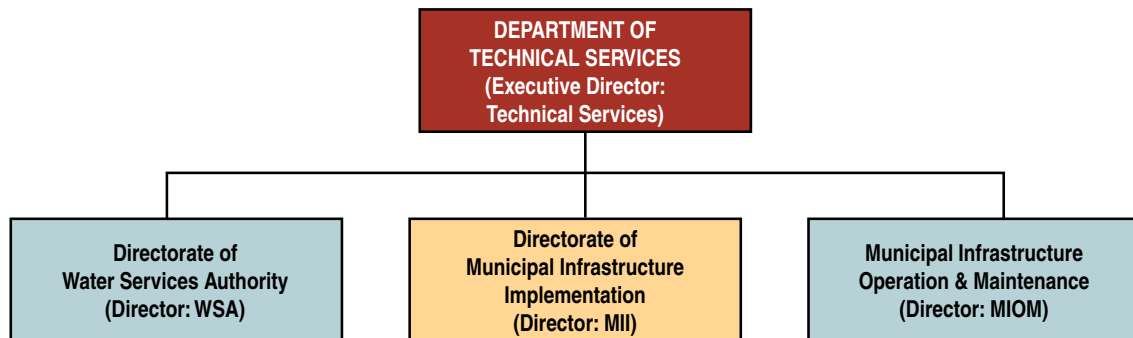 DEPARTMENT OF
TECHNICAL SERVICES
(Executive Director:
Technical Services)
Directorate of
Water Services Authority
(Director: WSA)
Directorate of
Municipal Infrastructure
Implementation
(Director: MII)
Municipal Infrastructure
Operation & Maintenance
(Director: MIOM)